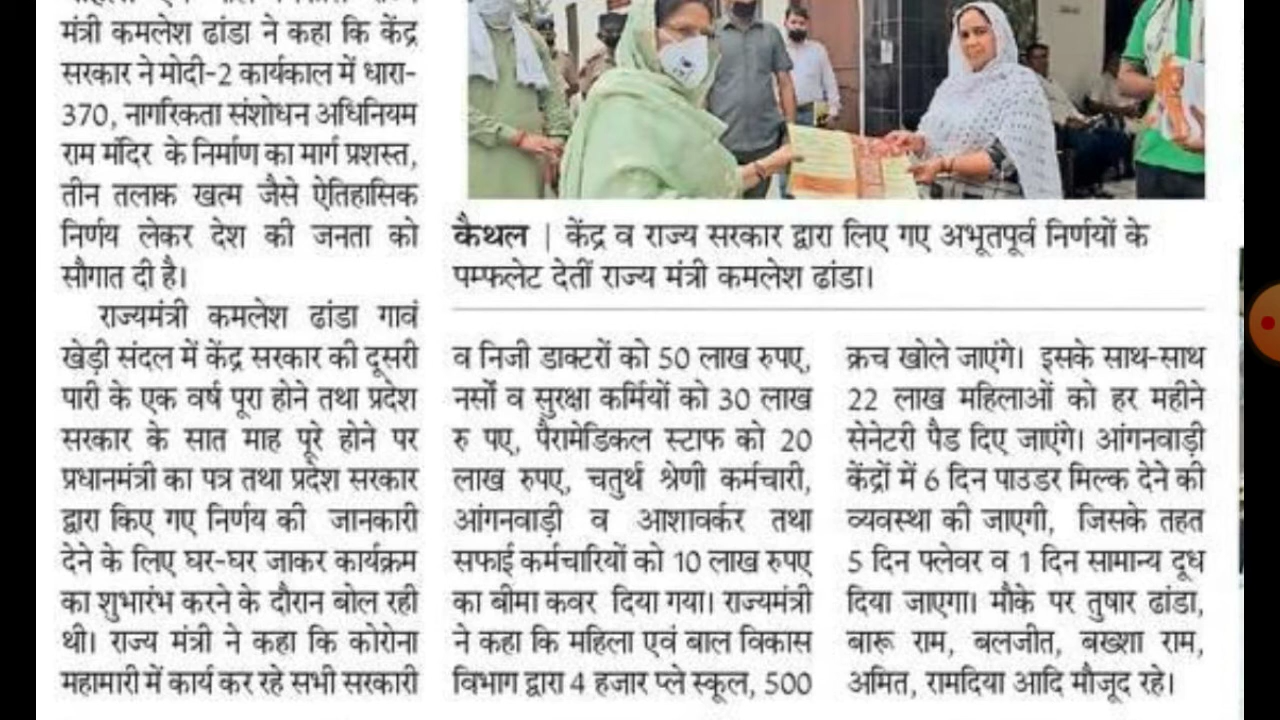 मंत्री कमलेश ढांडा ने कहा कि केंद्र
सरकार ने मोदी-2 कार्यकाल में धारा-
370, नागरिकता संशोधन अधिनियम
राम मंदिर के निर्माण का मार्ग प्रशस्त,
तीन तलाक खत्म जैसे ऐतिहासिक
निर्णय लेकर देश की जनता को
सौगात दी है।
राज्यमंत्री कमलेश ढांडा गावं
खेड़ी संदल में केंद्र सरकार की दूसरी
पारी के एक वर्ष पूरा होने तथा प्रदेश
सरकार के सात माह पूरे होने पर
प्रधानमंत्री का पत्र तथा प्रदेश सरकार
द्वारा किए गए निर्णय की जानकारी
देने के लिए घर-घर जाकर कार्यक्रम
का शुभारंभ करने के दौरान बोल रही
थी। राज्य मंत्री ने कहा कि कोरोना
महामारी में कार्य कर रहे सभी सरकारी
कैथल | केंद्र व राज्य सरकार द्वारा लिए गए अभूतपूर्व निर्णयों के
पम्फलेट देतीं राज्य मंत्री कमलेश ढांडा।
व निजी डाक्टरों को 50 लाख रुपए,
नर्सों व सुरक्षा कर्मियों को 30 लाख
रु पए, पैरामेडिकल स्टाफ को 20
लाख रुपए, चतुर्थ श्रेणी कर्मचारी,
आंगनवाड़ी व आशावर्कर तथा
सफाई कर्मचारियों को 10 लाख रुपए
का बीमा कवर दिया गया। राज्यमंत्री
ने कहा कि महिला एवं बाल विकास
विभाग द्वारा 4 हजार प्ले स्कूल, 500
क्रच खोले जाएंगे। इसके साथ-साथ
22 लाख महिलाओं को हर महीने
सेनेटरी पैड दिए जाएंगे। आंगनवाड़ी
केंद्रों में 6 दिन पाउडर मिल्क देने की
व्यवस्था की जाएगी, जिसके तहत
5 दिन फ्लेवर व 1 दिन सामान्य दूध
दिया जाएगा। मौके पर तुषार ढांडा,
बारू राम, बलजीत, बख्शा राम,
अमित, रामदिया आदि मौजूद रहे।